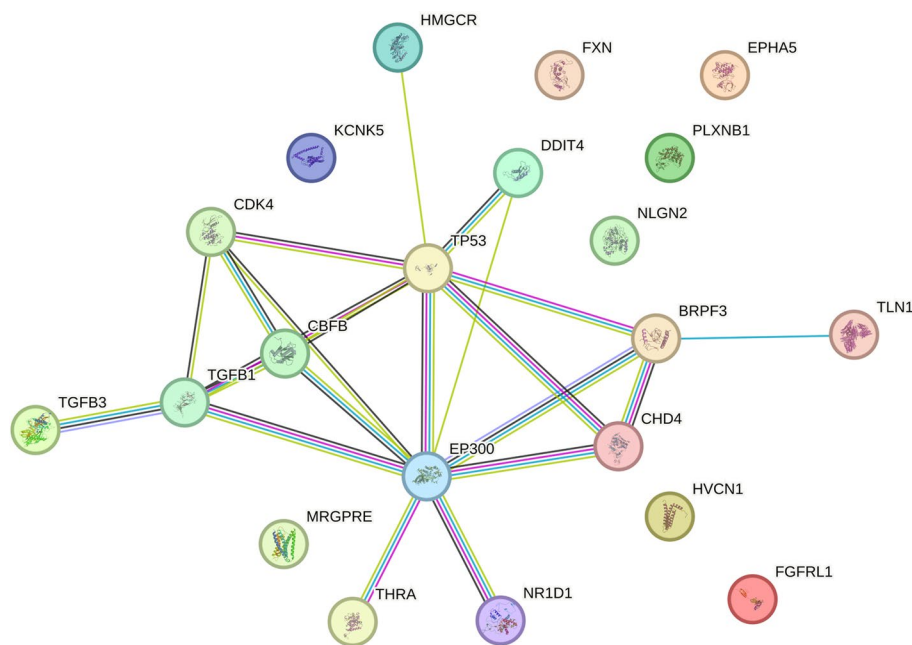 HMGCR
FXN
EPHA5
KCNK5
DDIT4
PLXNB1
CDK4
NLGN2
TP53
CBFB
BRPF3
TLN1
TGFB1
TGFB3
CHD4
EP300
HVCN1
MRGPRE
FGFRL1
THRA
NR1D1